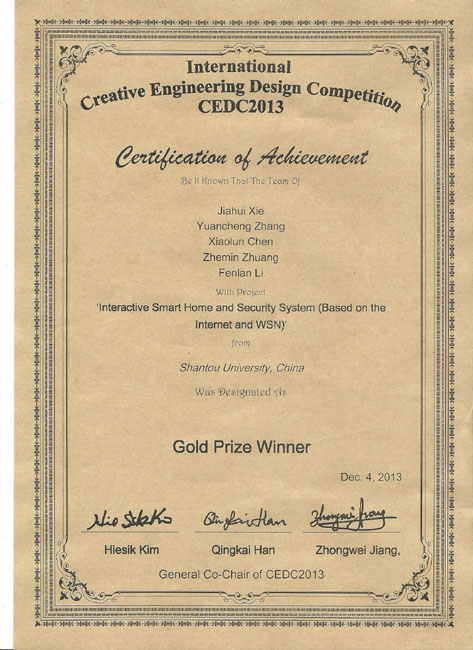 International
Creative Engineering Design Competition
CEDC2013
Certification of Achievement
Be It Known That The Team Of
Jiahui Xie
Yuancheng Zhang
Xiaolun Chen
Zhemin Zhuang
Fenlan Li
With Project
'Interactive Smart Home and Security System (Based on the
Internet and WSN)'
from
Shantou University, China
Was Designated As
Gold Prize Winner
Dec. 4, 2013
Qingkai Han
Hiesik Kim Qingkai Han Zhongwei Jiang,
General Co-Chair of CEDC2013